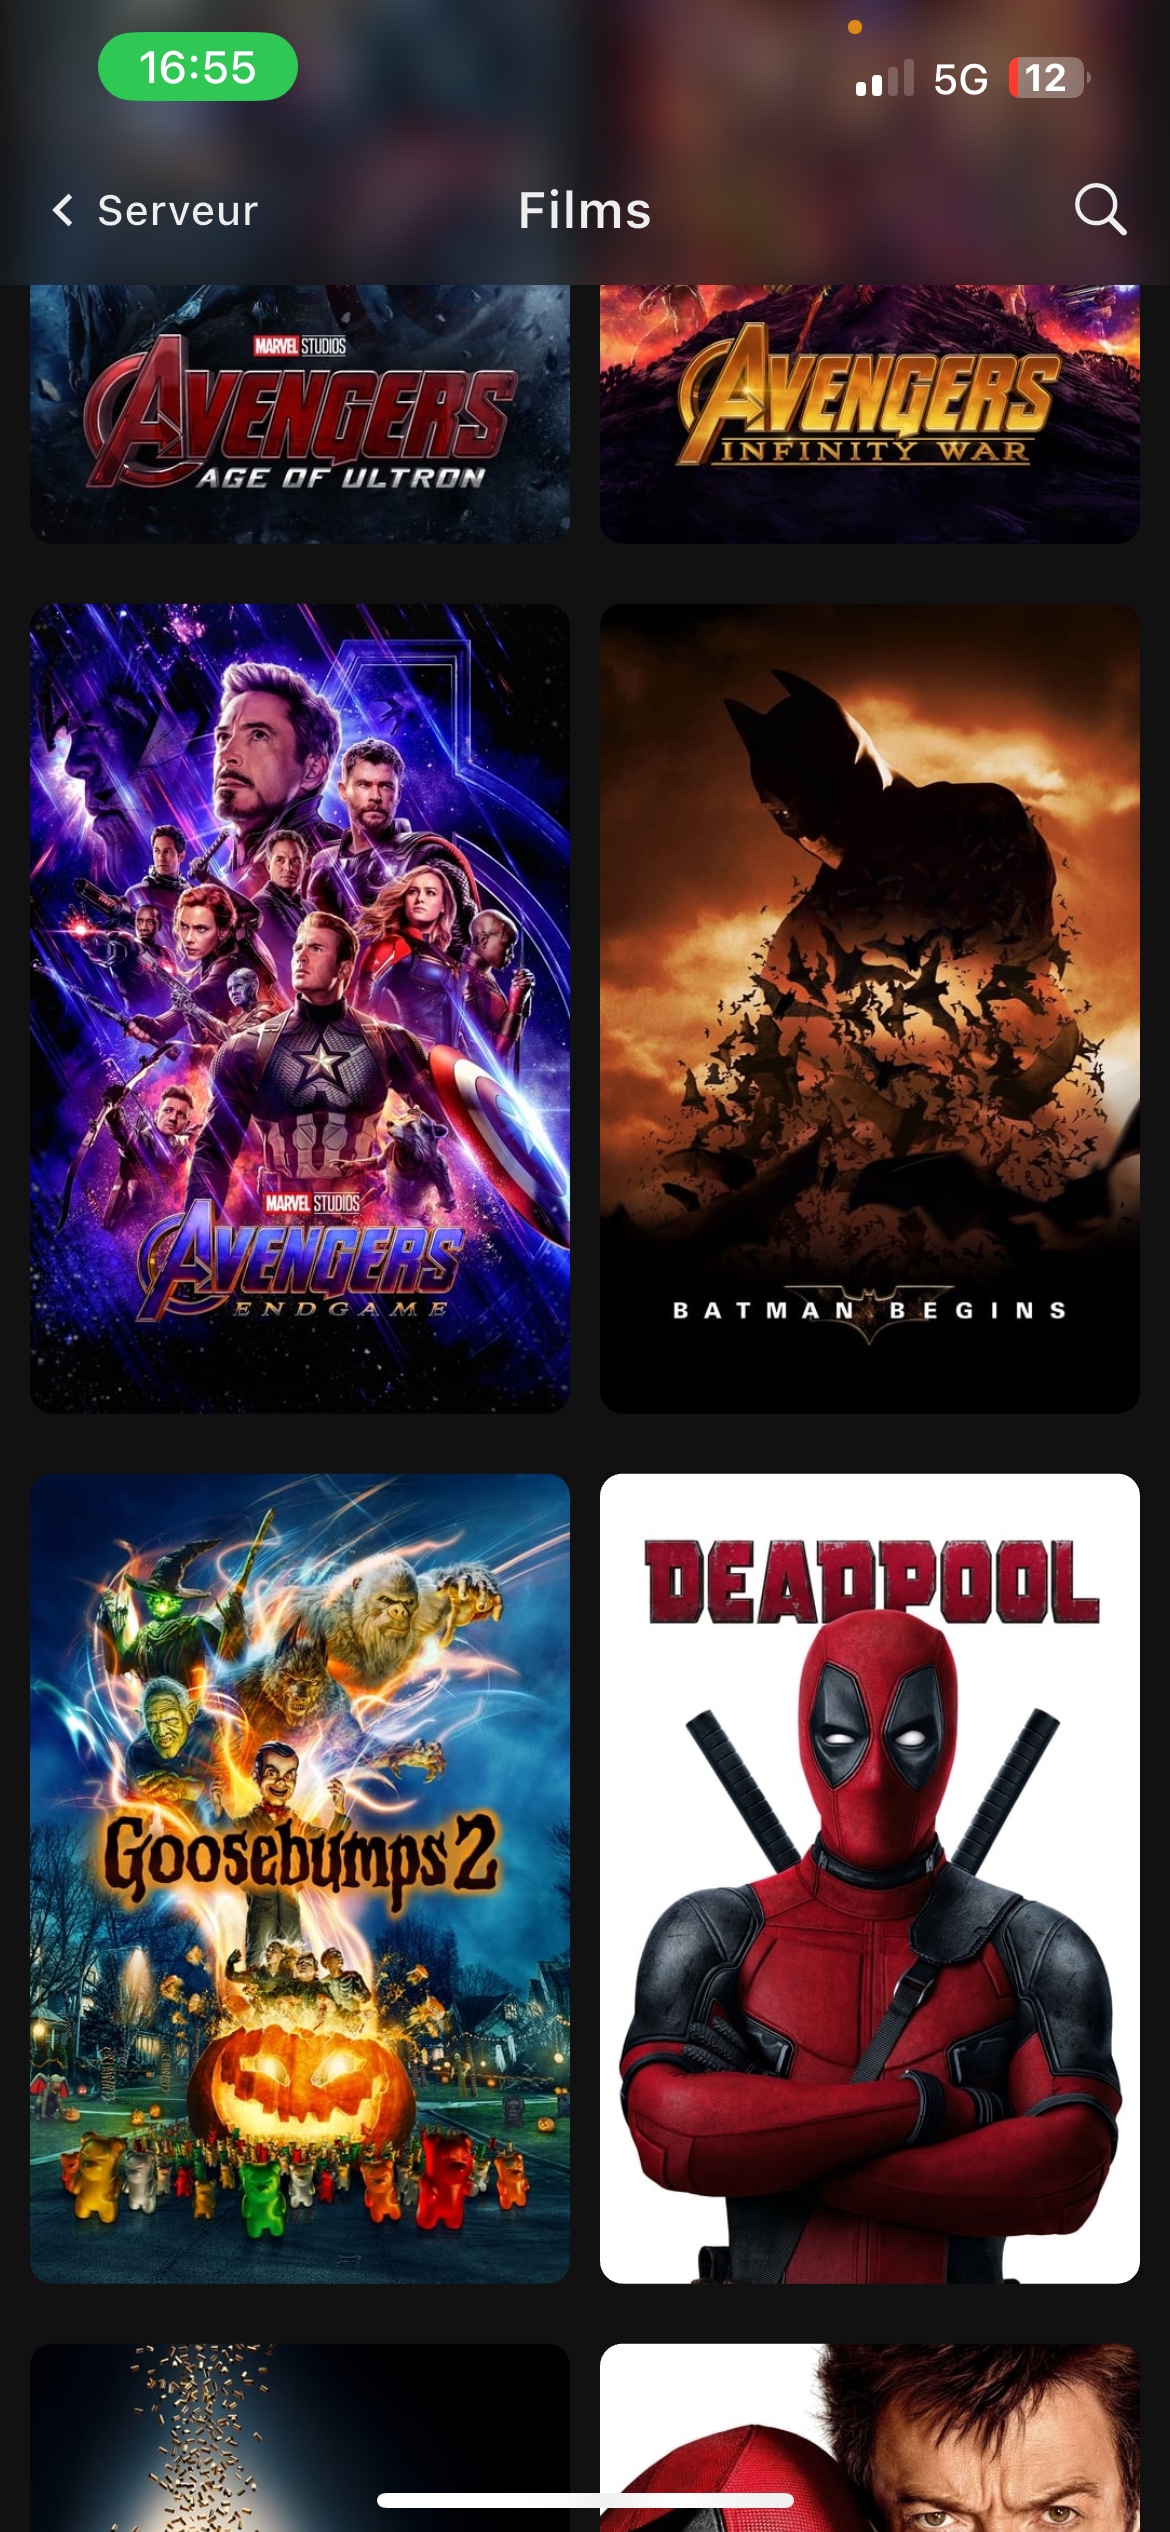 16:55
5G 12
Serveur
Films
MARVEL STUDIOS
AVENGERS
AGE OF ULTRON
AVENGERS
INFINITY WAR
MARVEL STUDIOS
AVENGERS
ENDGAME
BATMAN BEGINS
Goosebumps 2
DEADPOOL